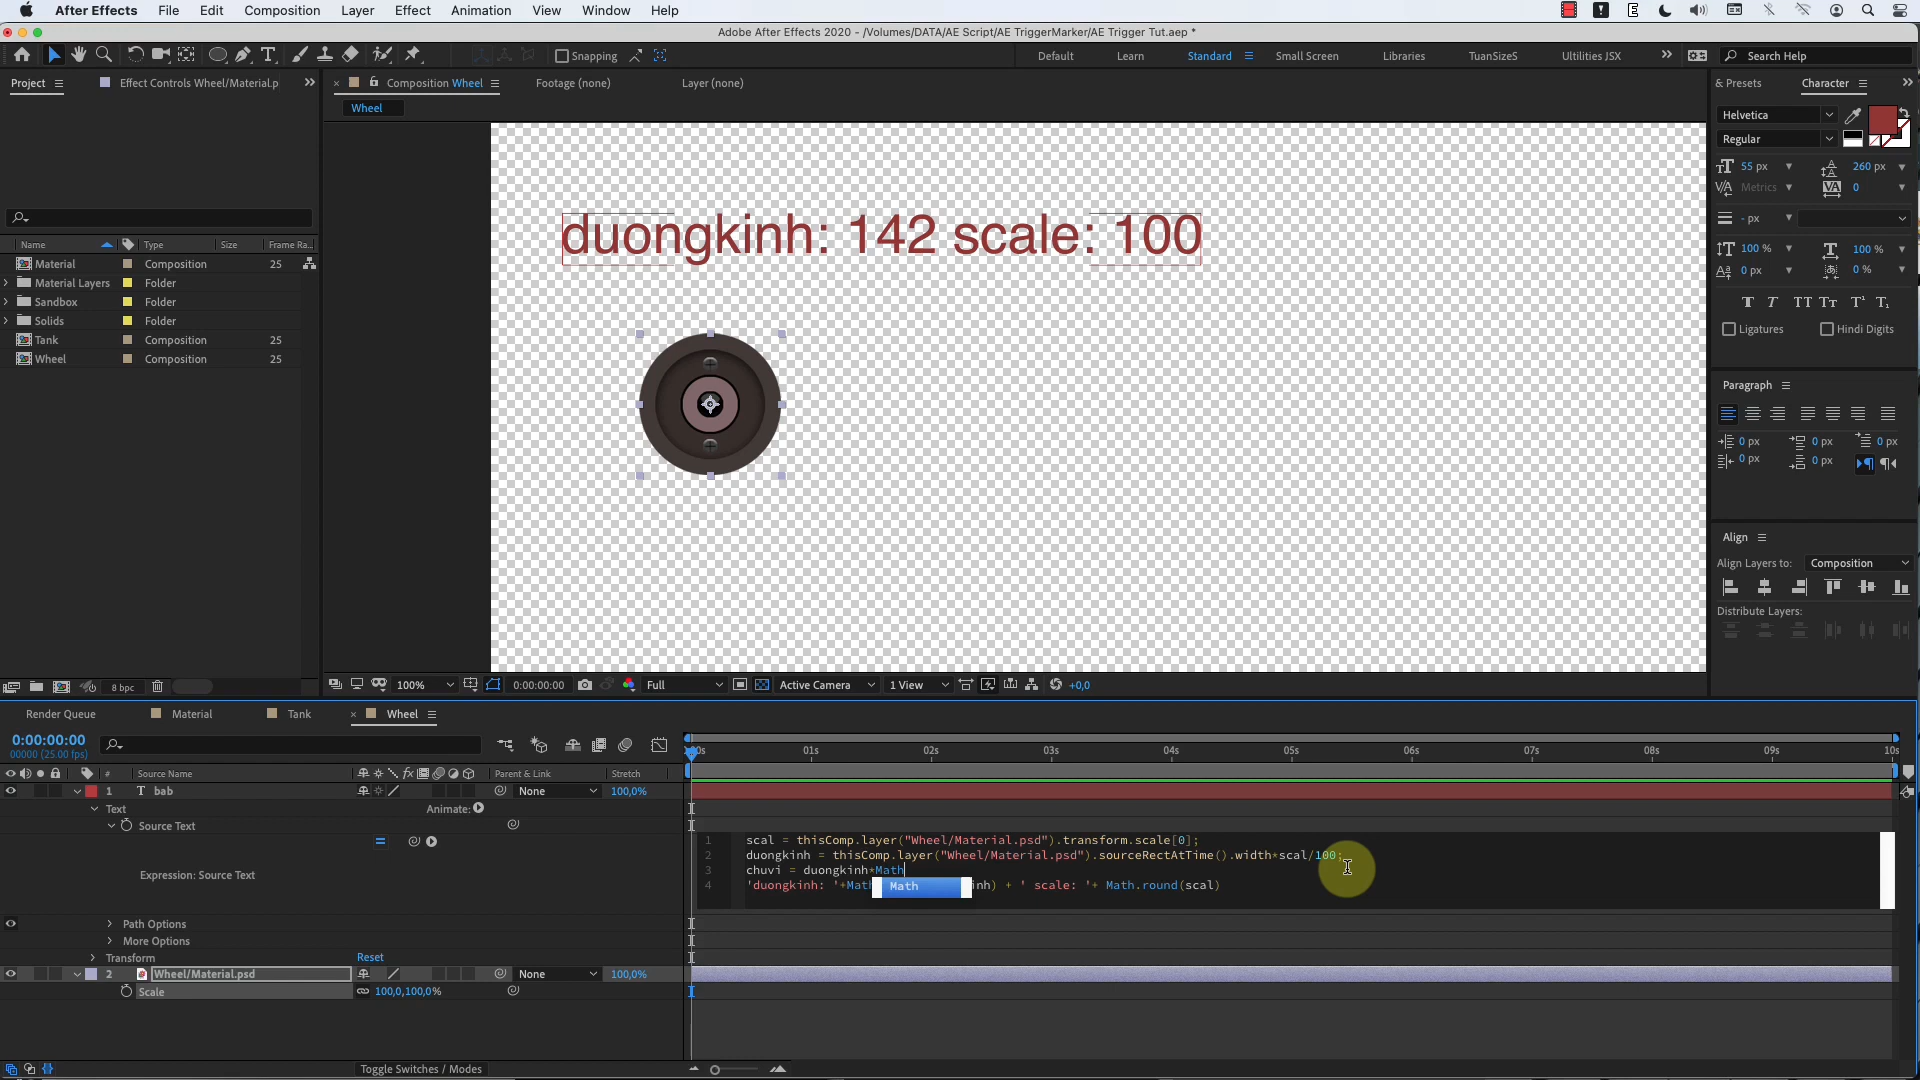 After Effects File Edit Composition Layer Effect Animation View Window Help
Adobe After Effects 2020 - /Volumes/DATA/AE Script/AE TriggerMarker/AE Trigger Tut.aep *
Snapping Default Learn Standard Small Screen Libraries TuanSizeS Ultilities JSX Search Help
Project Effect Controls Wheel/Material.p Composition Wheel Footage (none) Layer (none) & Presets Character
Wheel
Helvetica
Regular
55 px 260 px
Metrics 0
- px
100 % 100 %
0 px 0 %
Ligatures Hindi Digits
Paragraph
0 px 0 px 0 px
0 px 0 px
Align
Align Layers to: Composition
Distribute Layers:
Name Type Size Frame Ra...
Material Composition 25
Material Layers Folder
Sandbox Folder
Solids Folder
Tank Composition 25
Wheel Composition 25
duongkinh: 142 scale: 100
8 bpc 100% 0:00:00:00 Full Active Camera 1 View +0,0
Render Queue Material Tank Wheel
0:00:00:00
00000 (25.00 fps)
01s 02s 03s 04s 05s 06s 07s 08s 09s 10s
# Source Name Parent & Link Stretch
1 T bab None 100,0%
Text Animate:
Source Text
Expression: Source Text
1 scal = thisComp.layer("Wheel/Material.psd").transform.scale[0];
2 duongkinh = thisComp.layer("Wheel/Material.psd").sourceRectAtTime().width*scal/100;
3 chuvi = duongkinh*Math
4 'duongkinh: '+Mat inh) + ' scale: '+ Math.round(scal)
Math
Path Options
More Options
Transform Reset
2 Wheel/Material.psd None 100,0%
Scale 100,0,100,0%
Toggle Switches / Modes